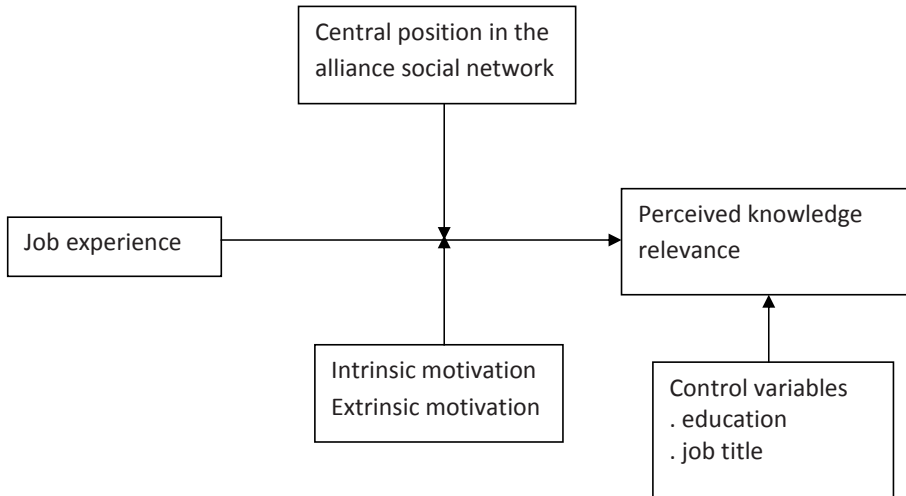 Central position in the
alliance social network
Job experience
Perceived knowledge
relevance
Intrinsic motivation
Extrinsic motivation
Control variables
. education
. job title